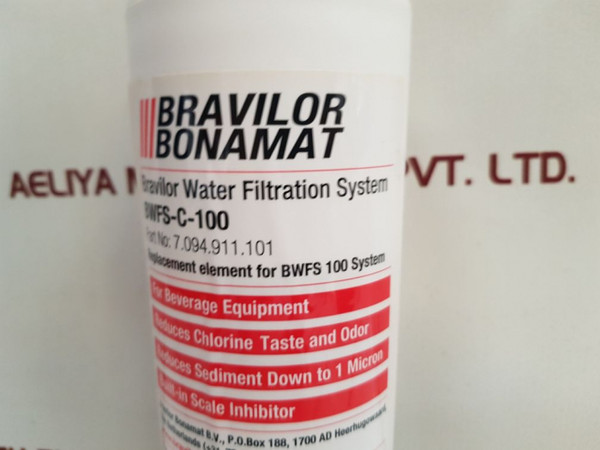 BRAVILOR
BONAMAT
Bravilor Water Filtration System
BWFS-C-100
Part No: 7.094.911.101
Replacement element for BWFS 100 System
For Beverage Equipment
Reduces Chlorine Taste and Odor
Reduces Sediment Down to 1 Micron
Built-in Scale Inhibitor
Bonamat B.V., P.O.Box 188, 1700 AD Heerhugowaard,
Netherlands
AELIYA PVT. LTD.